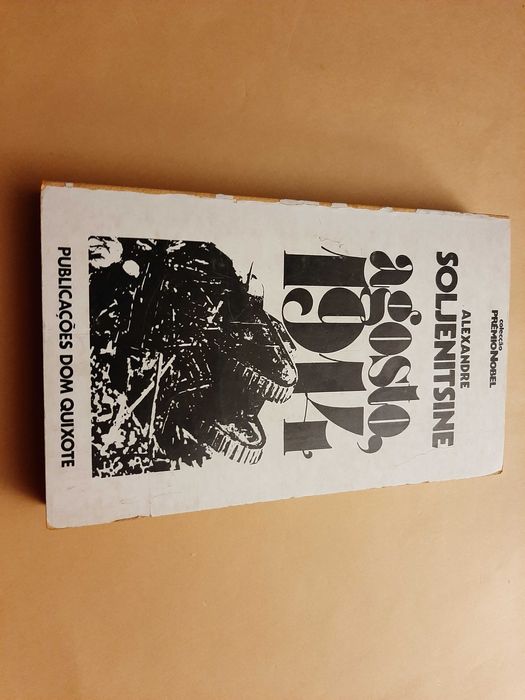 colecção
PRÉMIO NOBEL
ALEXANDRE
SOLJENITSINE
agosto,
1914
PUBLICAÇÕES DOM QUIXOTE